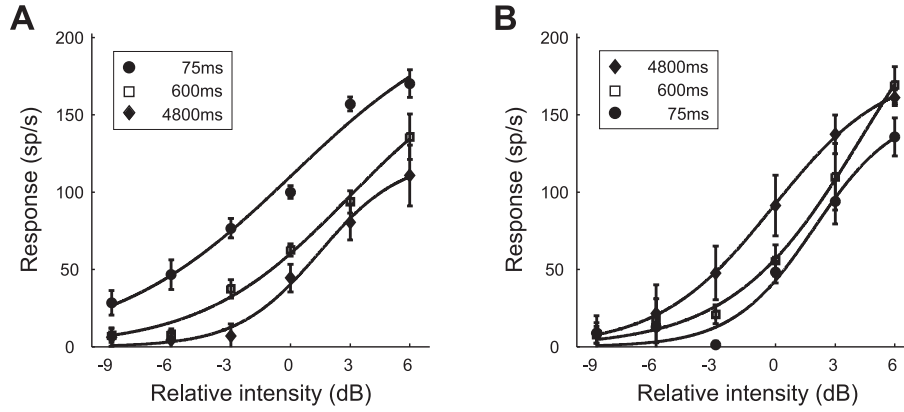 A
200
150
100
50
0
Response (sp/s)
75ms
600ms
4800ms
-9 -6 -3 0 3 6
Relative intensity (dB)
B
200
150
100
50
0
Response (sp/s)
4800ms
600ms
75ms
-9 -6 -3 0 3 6
Relative intensity (dB)